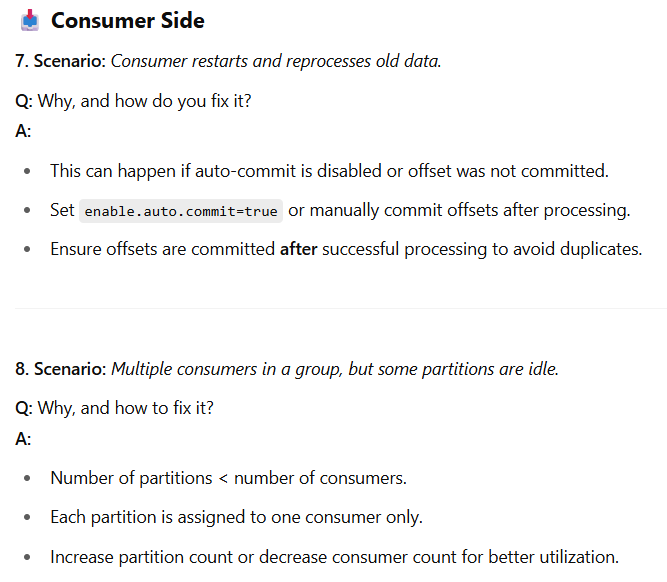 Consumer Side
7. Scenario: Consumer restarts and reprocesses old data.
Q: Why, and how do you fix it?
A:
• This can happen if auto-commit is disabled or offset was not committed.
• Set enable.auto.commit=true or manually commit offsets after processing.
• Ensure offsets are committed after successful processing to avoid duplicates.
8. Scenario: Multiple consumers in a group, but some partitions are idle.
Q: Why, and how to fix it?
A:
• Number of partitions < number of consumers.
• Each partition is assigned to one consumer only.
• Increase partition count or decrease consumer count for better utilization.